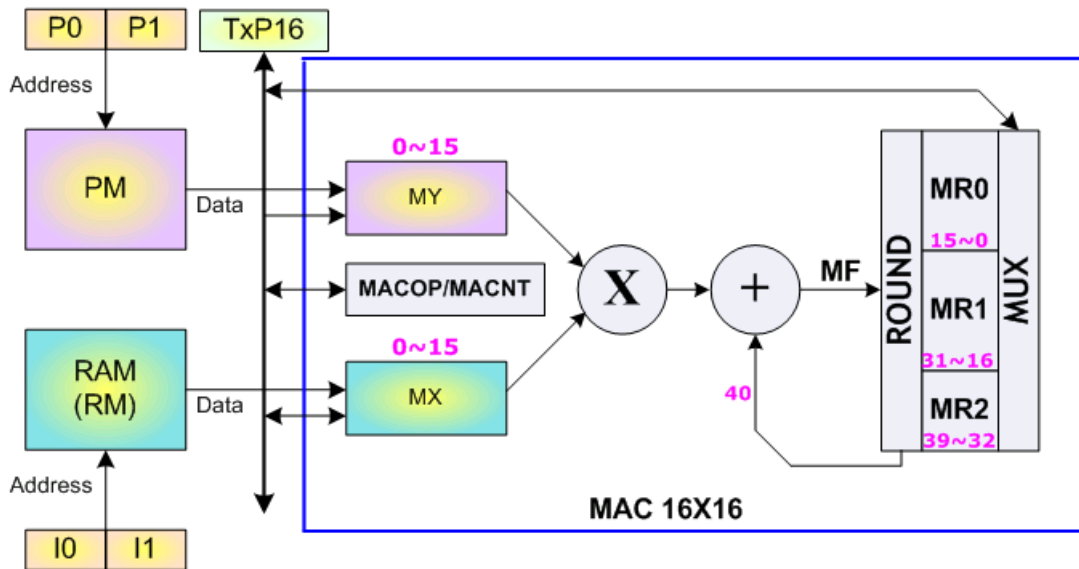 P0 P1 TxP16
Address
PM
Data
0~15
MY
MACOP/MACNT
0~15
MX
RAM
(RM)
Data
Address
I0 I1
X
+
MF
40
ROUND
MR0
15~0
MR1
31~16
MR2
39~32
MUX
MAC 16X16